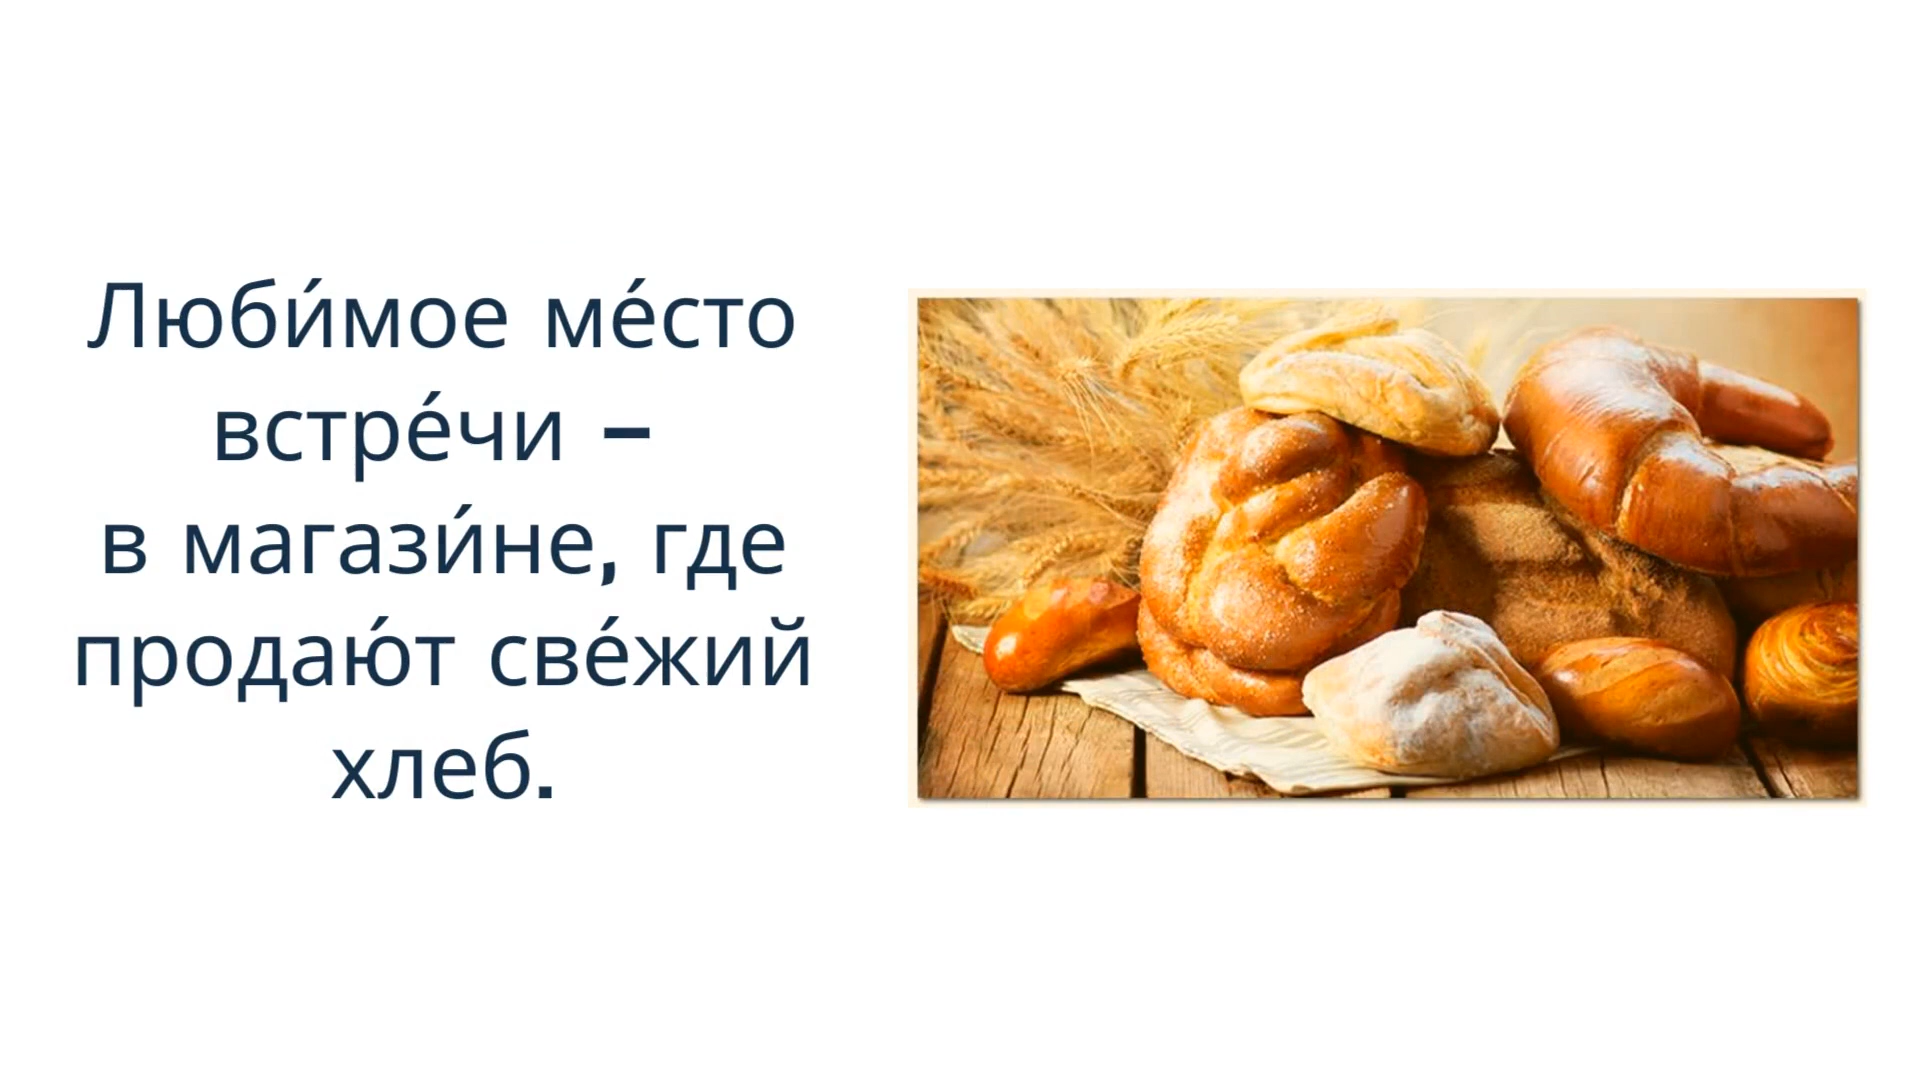 Люби́мое ме́сто
встре́чи –
в магази́не, где
продаю́т све́жий
хлеб.